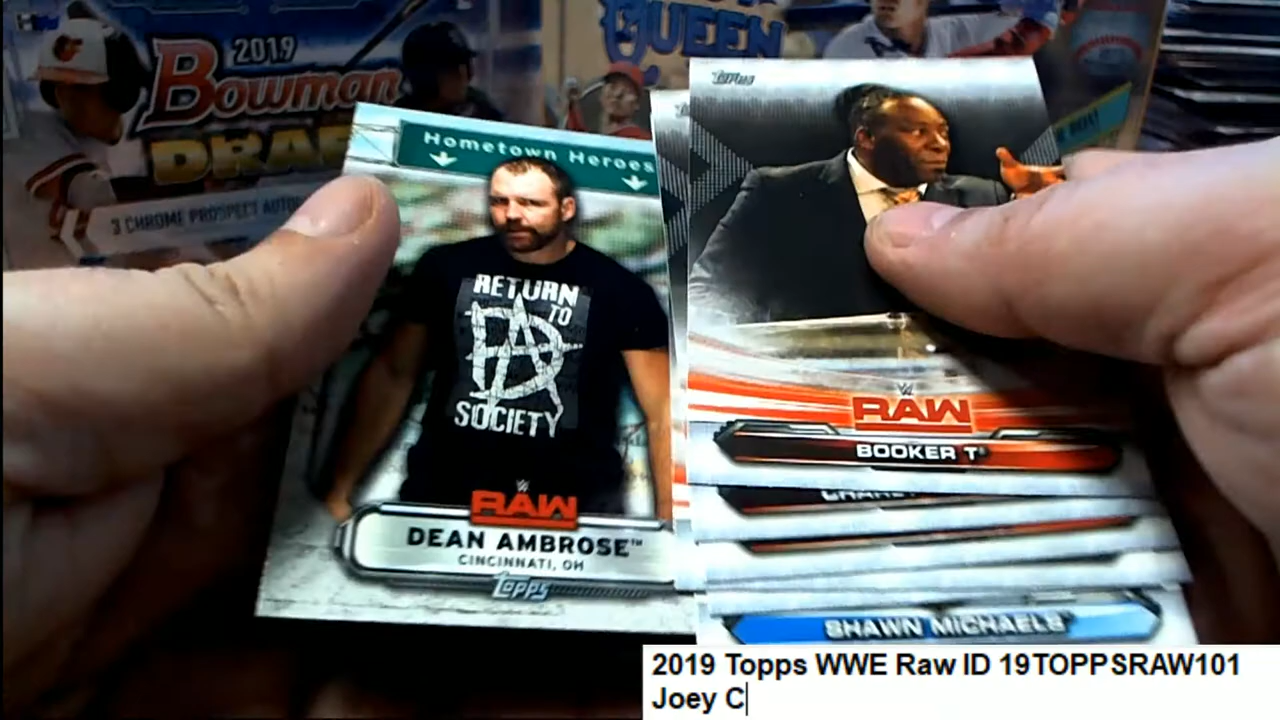 2019
Bowman
DRA
3 CHROME PROSPECT AUTO
QUEEN
Topps
Hometown Heroes
RETURN
TO
SOCIETY
RAW
DEAN AMBROSE™
CINCINNATI, OH
Topps
RAW
BOOKER T®
SHAWN MICHAELS®
2019 Topps WWE Raw ID 19TOPPSRAW101
Joey C